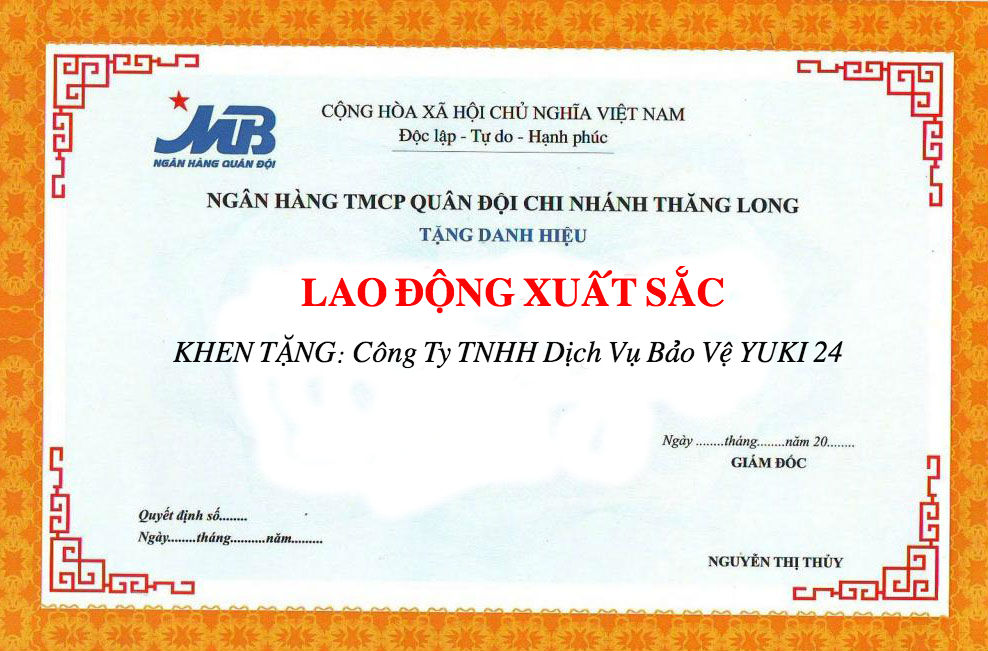 MB
NGÂN HÀNG QUÂN ĐỘI
CỘNG HÒA XÃ HỘI CHỦ NGHĨA VIỆT NAM
Độc lập - Tự do - Hạnh phúc
NGÂN HÀNG TMCP QUÂN ĐỘI CHI NHÁNH THĂNG LONG
TẶNG DANH HIỆU
LAO ĐỘNG XUẤT SẮC
KHEN TẶNG: Công Ty TNHH Dịch Vụ Bảo Vệ YUKI 24
Ngày ........tháng........năm 20........
GIÁM ĐỐC
Quyết định số........
Ngày........tháng..........năm.........
NGUYỄN THỊ THỦY